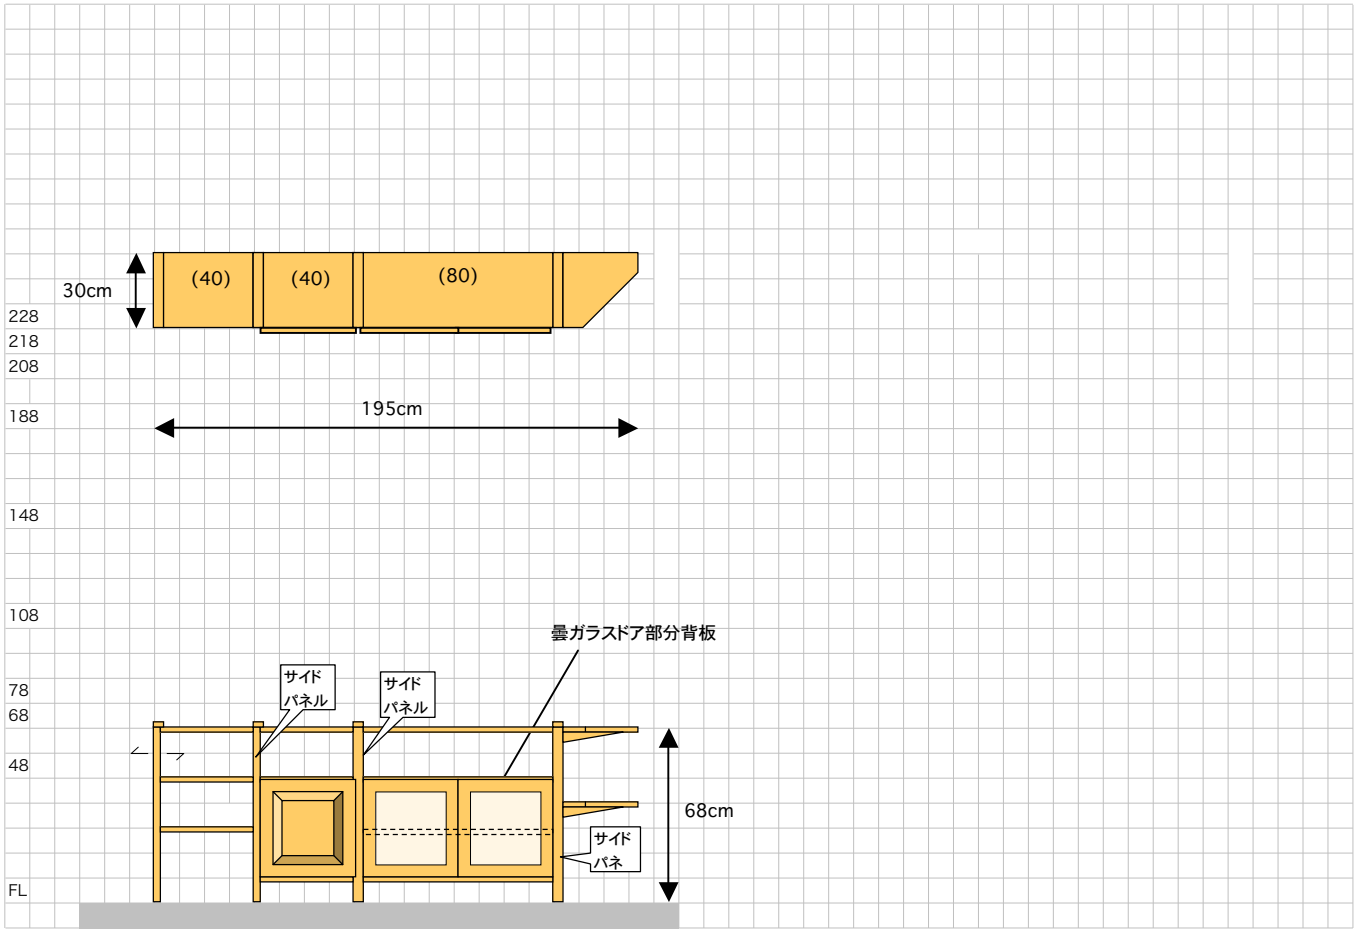 (40)
(40)
(80)
30cm
228
218
208
195cm
188
148
108
曇ガラスドア部分背板
サイド
パネル
サイド
パネル
78
68
48
68cm
サイド
パネ
FL